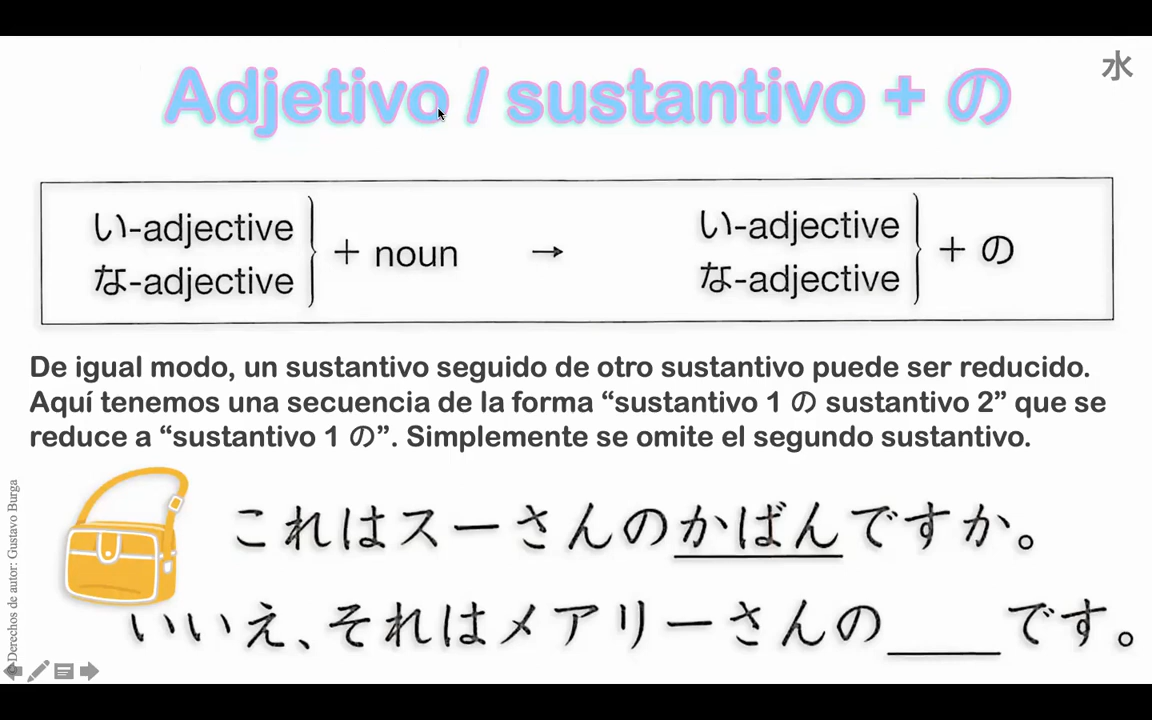 水
Adjetivo / sustantivo + の
い-adjective
な-adjective
+ noun
→
い-adjective
な-adjective
+ の
De igual modo, un sustantivo seguido de otro sustantivo puede ser reducido.
Aquí tenemos una secuencia de la forma “sustantivo 1 の sustantivo 2” que se
reduce a “sustantivo 1 の”. Simplemente se omite el segundo sustantivo.
これはスーさんのかばんですか。
いいえ、それはメアリーさんの____です。
©Derechos de autor: Gustavo Burga